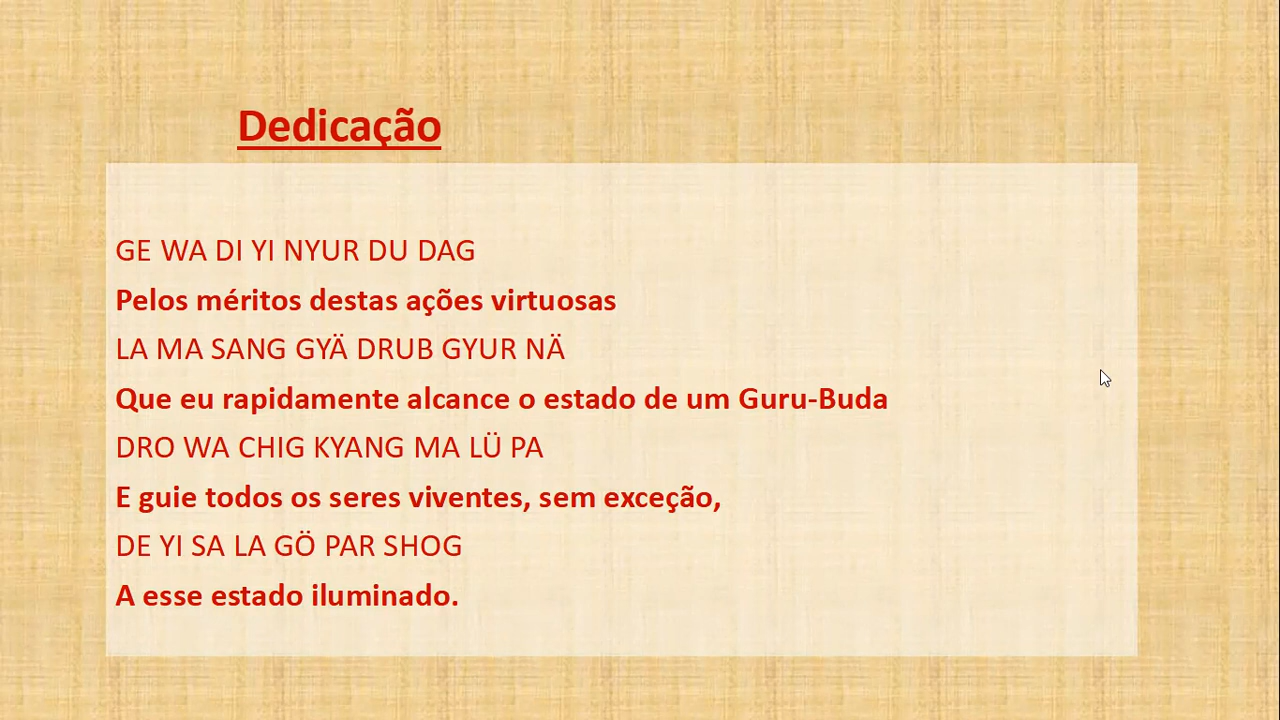 Dedicação
GE WA DI YI NYUR DU DAG
Pelos méritos destas ações virtuosas
LA MA SANG GYÄ DRUB GYUR NÄ
Que eu rapidamente alcance o estado de um Guru-Buda
DRO WA CHIG KYANG MA LÜ PA
E guie todos os seres viventes, sem exceção,
DE YI SA LA GÖ PAR SHOG
A esse estado iluminado.